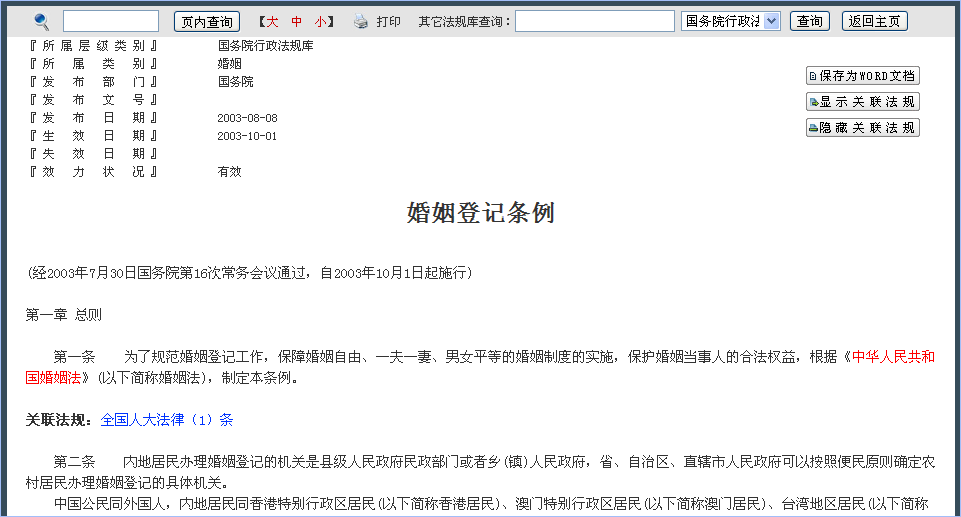 页内查询 【大 中 小】 打印 其它法规库查询: 国务院行政法 查询 返回主页
『所属层级类别』 国务院行政法规库
『所属类别』 婚姻
『发布部门』 国务院
『发布文号』
『发布日期』 2003-08-08
『生效日期』 2003-10-01
『失效日期』
『效力状况』 有效
保存为WORD文档
显示关联法规
隐藏关联法规
婚姻登记条例
(经2003年7月30日国务院第16次常务会议通过，自2003年10月1日起施行)
第一章 总则
第一条 为了规范婚姻登记工作，保障婚姻自由、一夫一妻、男女平等的婚姻制度的实施，保护婚姻当事人的合法权益，根据《中华人民共和
国婚姻法》(以下简称婚姻法)，制定本条例。
关联法规：全国人大法律（1）条
第二条 内地居民办理婚姻登记的机关是县级人民政府民政部门或者乡(镇)人民政府，省、自治区、直辖市人民政府可以按照便民原则确定农
村居民办理婚姻登记的具体机关。
中国公民同外国人，内地居民同香港特别行政区居民(以下简称香港居民)、澳门特别行政区居民(以下简称澳门居民)、台湾地区居民(以下简称